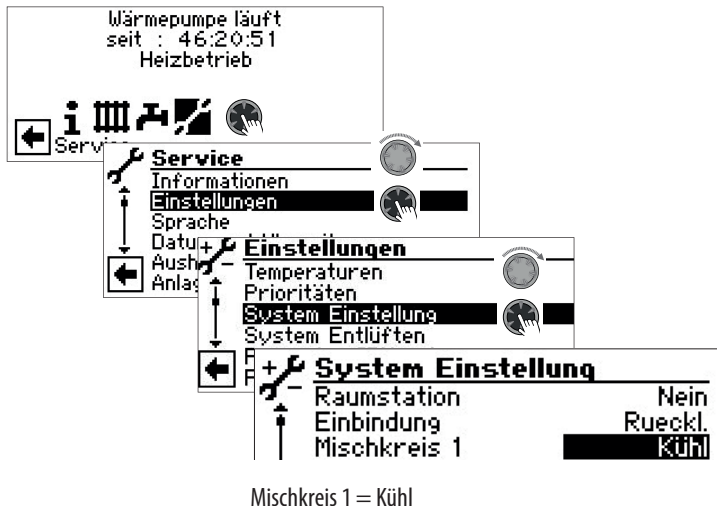 Wärmepumpe läuft
seit : 46:20:51
Heizbetrieb
Service
Informationen
Einstellungen
Sprache
Einstellungen
Temperaturen
Prioritäten
System Einstellung
System Entlüften
System Einstellung
Raumstation Nein
Einbindung Rueckl.
Mischkreis 1 Kühl
Mischkreis 1 = Kühl